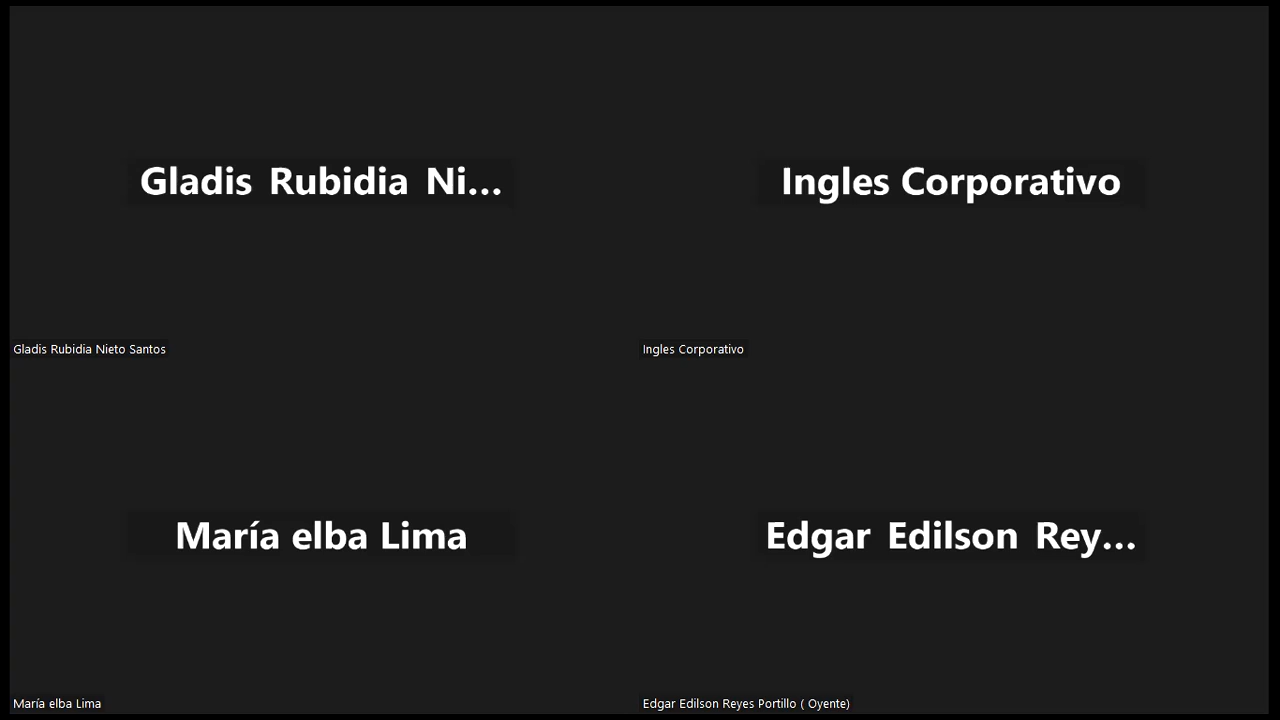 Gladis Rubidia Ni...
Ingles Corporativo
Gladis Rubidia Nieto Santos
Ingles Corporativo
María elba Lima
Edgar Edilson Rey...
María elba Lima
Edgar Edilson Reyes Portillo ( Oyente)